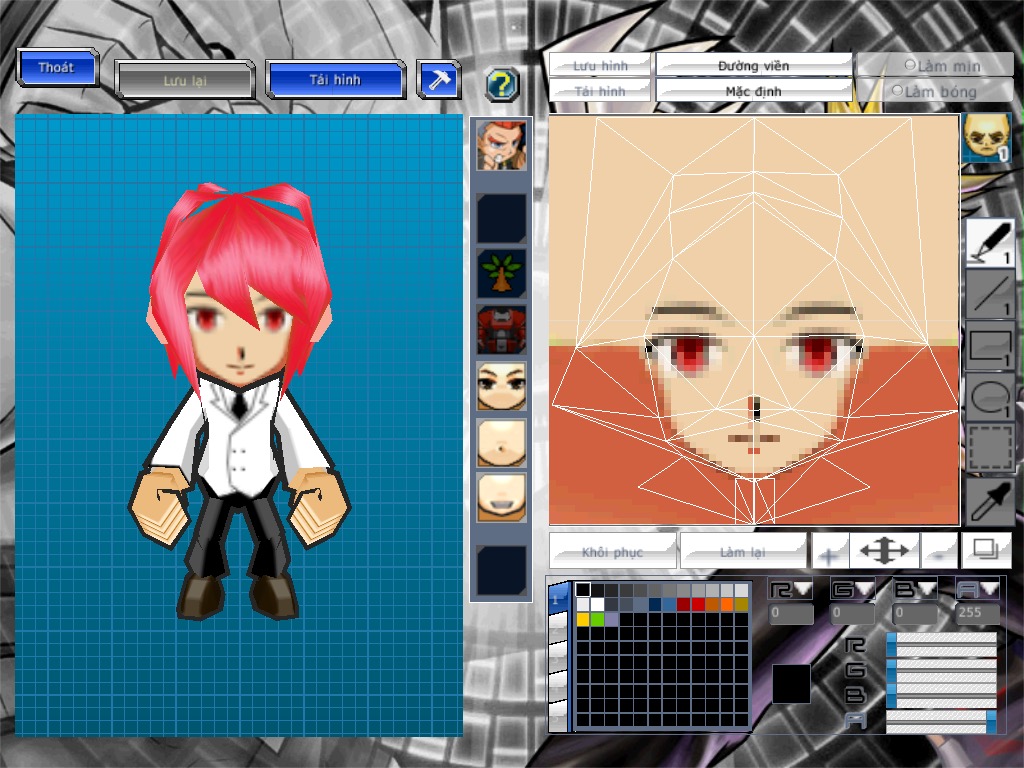 Thoát
Lưu lại
Tải hình
?
Lưu hình
Đường viền
Làm mịn
Tải hình
Mặc định
Làm bóng
1
1
1
1
1
Khôi phục
Làm lại
+
-
1
R G B A
0 0 0 255
R
G
B
A